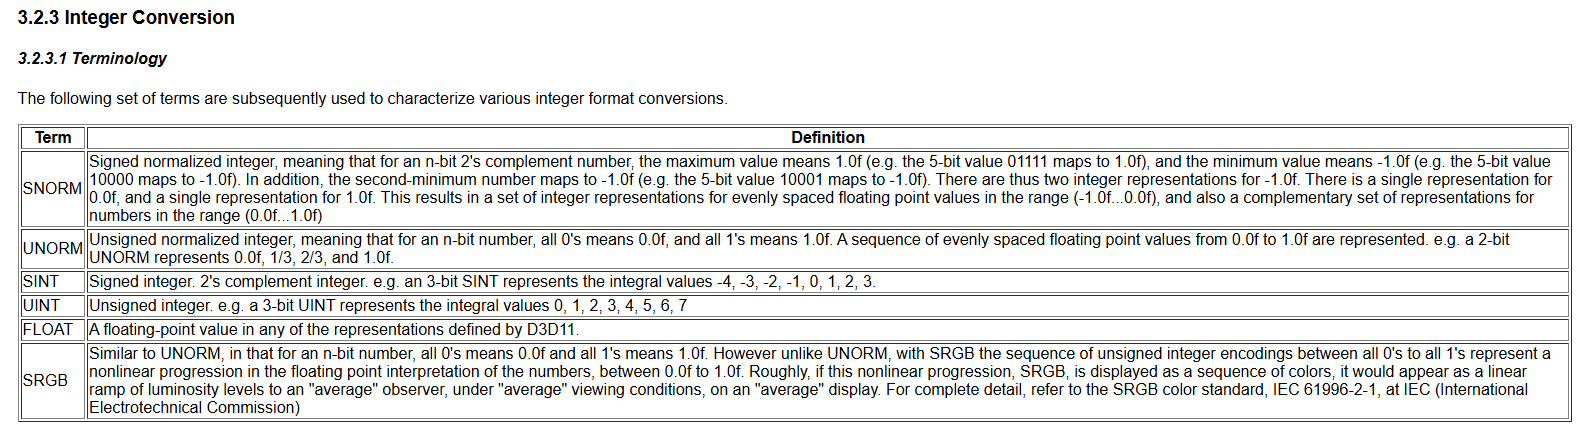 3.2.3 Integer Conversion
3.2.3.1 Terminology
The following set of terms are subsequently used to characterize various integer format conversions.
Term Definition
SNORM
Signed normalized integer, meaning that for an n-bit 2's complement number, the maximum value means 1.0f (e.g. the 5-bit value 01111 maps to 1.0f), and the minimum value means -1.0f (e.g. the 5-bit value
10000 maps to -1.0f). In addition, the second-minimum number maps to -1.0f (e.g. the 5-bit value 10001 maps to -1.0f). There are thus two integer representations for -1.0f. There is a single representation for
0.0f, and a single representation for 1.0f. This results in a set of integer representations for evenly spaced floating point values in the range (-1.0f...0.0f), and also a complementary set of representations for
numbers in the range (0.0f...1.0f)
UNORM
Unsigned normalized integer, meaning that for an n-bit number, all 0's means 0.0f, and all 1's means 1.0f. A sequence of evenly spaced floating point values from 0.0f to 1.0f are represented. e.g. a 2-bit
UNORM represents 0.0f, 1/3, 2/3, and 1.0f.
SINT Signed integer. 2's complement integer. e.g. an 3-bit SINT represents the integral values -4, -3, -2, -1, 0, 1, 2, 3.
UINT Unsigned integer. e.g. a 3-bit UINT represents the integral values 0, 1, 2, 3, 4, 5, 6, 7
FLOAT A floating-point value in any of the representations defined by D3D11.
SRGB
Similar to UNORM, in that for an n-bit number, all 0's means 0.0f and all 1's means 1.0f. However unlike UNORM, with SRGB the sequence of unsigned integer encodings between all 0's to all 1's represent a
nonlinear progression in the floating point interpretation of the numbers, between 0.0f to 1.0f. Roughly, if this nonlinear progression, SRGB, is displayed as a sequence of colors, it would appear as a linear
ramp of luminosity levels to an "average" observer, under "average" viewing conditions, on an "average" display. For complete detail, refer to the SRGB color standard, IEC 61996-2-1, at IEC (International
Electrotechnical Commission)